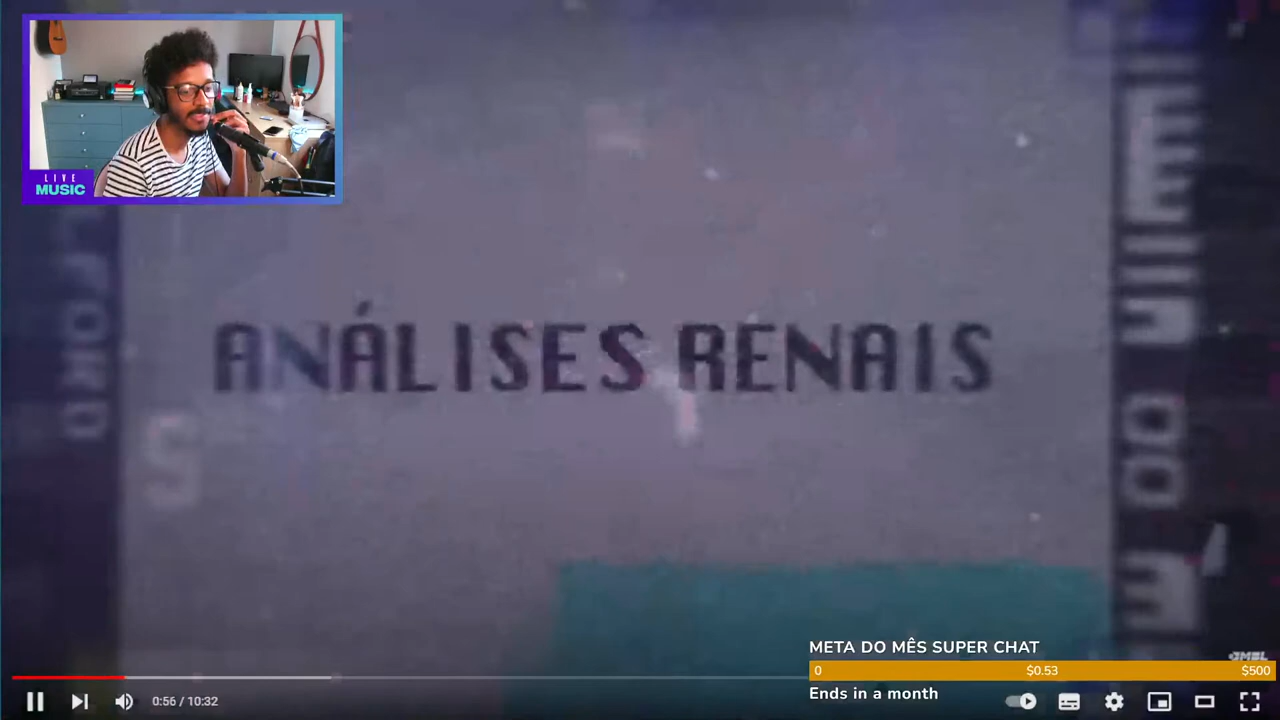 LIVE
MUSIC
ANÁLISES RENAIS
S
META DO MÊS SUPER CHAT
0 $0.53 $500
Ends in a month
0:56 / 10:32